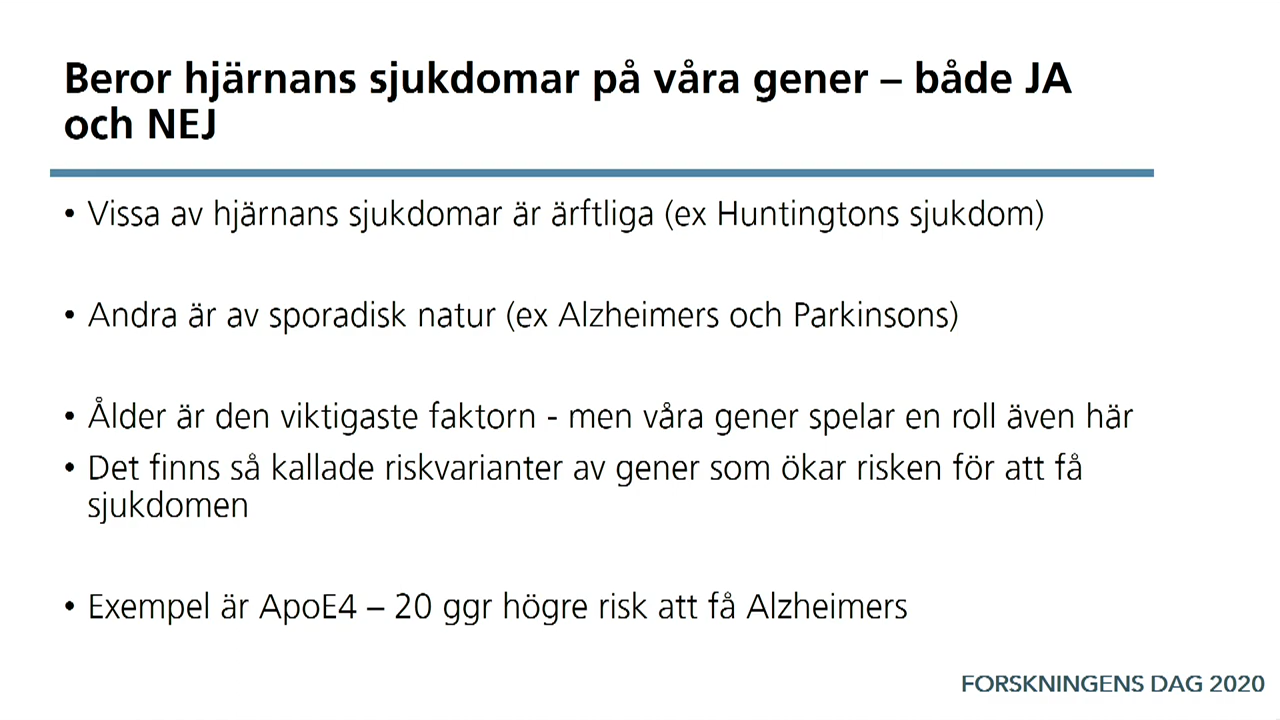 Beror hjärnans sjukdomar på våra gener – både JA
och NEJ
• Vissa av hjärnans sjukdomar är ärftliga (ex Huntingtons sjukdom)
• Andra är av sporadisk natur (ex Alzheimers och Parkinsons)
• Ålder är den viktigaste faktorn - men våra gener spelar en roll även här
• Det finns så kallade riskvarianter av gener som ökar risken för att få
sjukdomen
• Exempel är ApoE4 – 20 ggr högre risk att få Alzheimers
FORSKNINGENS DAG 2020